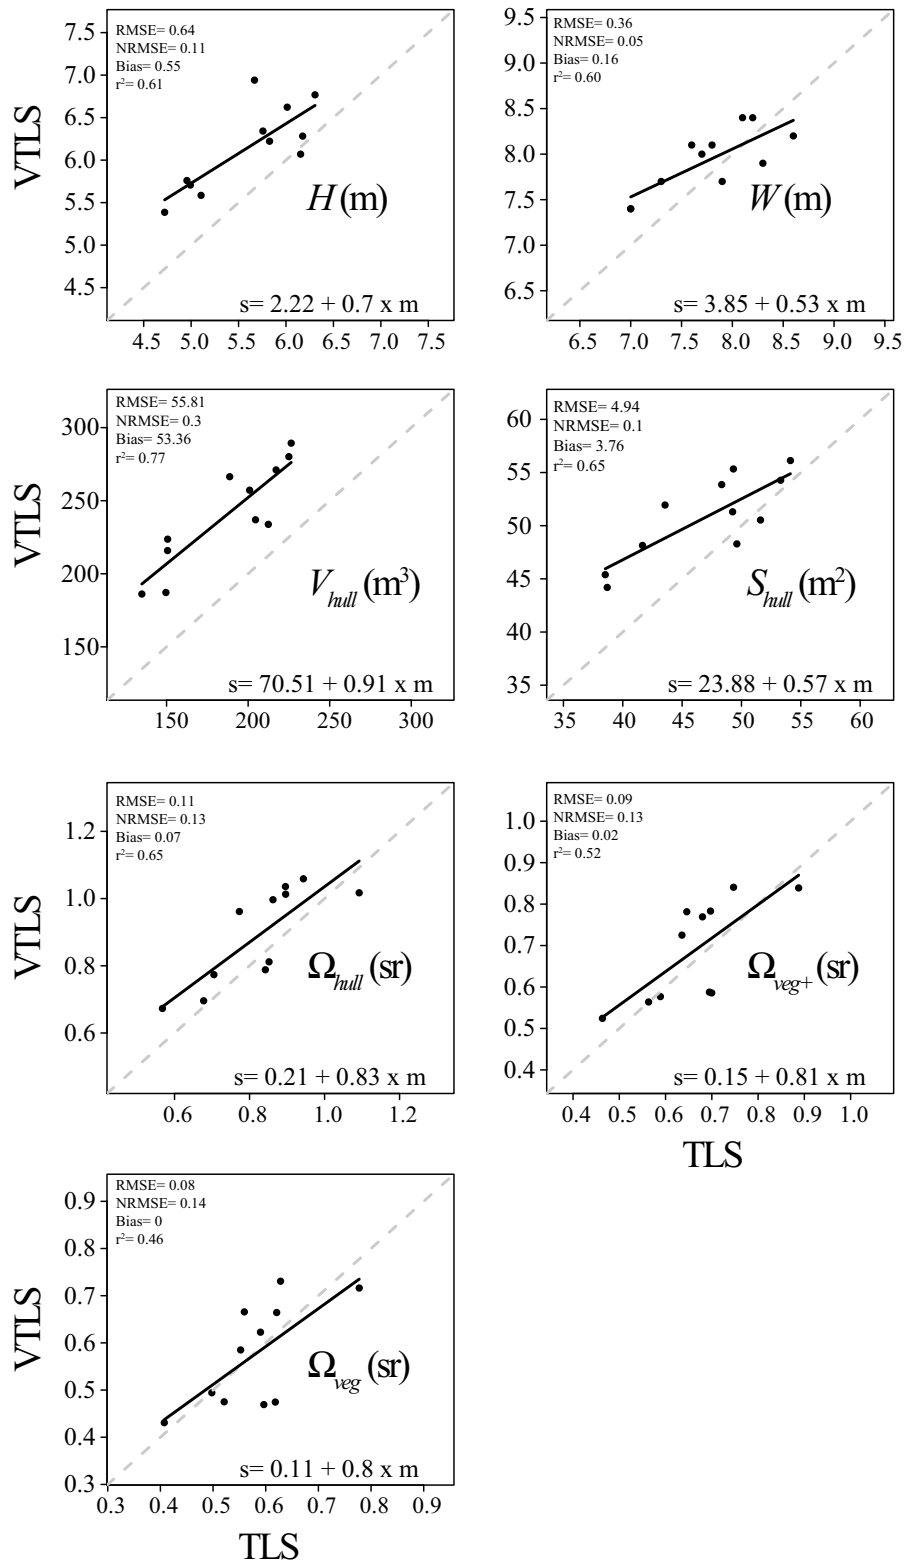 RMSE= 0.64
NRMSE= 0.11
Bias= 0.55
r²= 0.61
VTLS
7.5
7.0
6.5
6.0
5.5
5.0
4.5
H (m)
s= 2.22 + 0.7 x m
4.5 5.0 5.5 6.0 6.5 7.0 7.5
RMSE= 0.36
NRMSE= 0.05
Bias= 0.16
r²= 0.60
9.5
9.0
8.5
8.0
7.5
7.0
6.5
W (m)
s= 3.85 + 0.53 x m
6.5 7.0 7.5 8.0 8.5 9.0 9.5
RMSE= 55.81
NRMSE= 0.3
Bias= 53.36
r²= 0.77
VTLS
300
250
200
150
Vhull (m³)
s= 70.51 + 0.91 x m
150 200 250 300
RMSE= 4.94
NRMSE= 0.1
Bias= 3.76
r²= 0.65
60
55
50
45
40
35
Shull (m²)
s= 23.88 + 0.57 x m
35 40 45 50 55 60
RMSE= 0.11
NRMSE= 0.13
Bias= 0.07
r²= 0.65
VTLS
1.2
1.0
0.8
0.6
Ωhull (sr)
s= 0.21 + 0.83 x m
0.6 0.8 1.0 1.2
RMSE= 0.09
NRMSE= 0.13
Bias= 0.02
r²= 0.52
1.0
0.9
0.8
0.7
0.6
0.5
0.4
Ωveg+ (sr)
s= 0.15 + 0.81 x m
0.4 0.5 0.6 0.7 0.8 0.9 1.0
TLS
RMSE= 0.08
NRMSE= 0.14
Bias= 0
r²= 0.46
VTLS
0.9
0.8
0.7
0.6
0.5
0.4
0.3
Ωveg (sr)
s= 0.11 + 0.8 x m
0.3 0.4 0.5 0.6 0.7 0.8 0.9
TLS